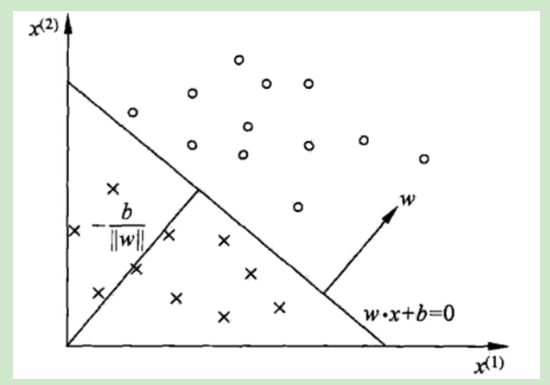 x(2)
w
− b
‖w‖
w·x+b=0
x(1)